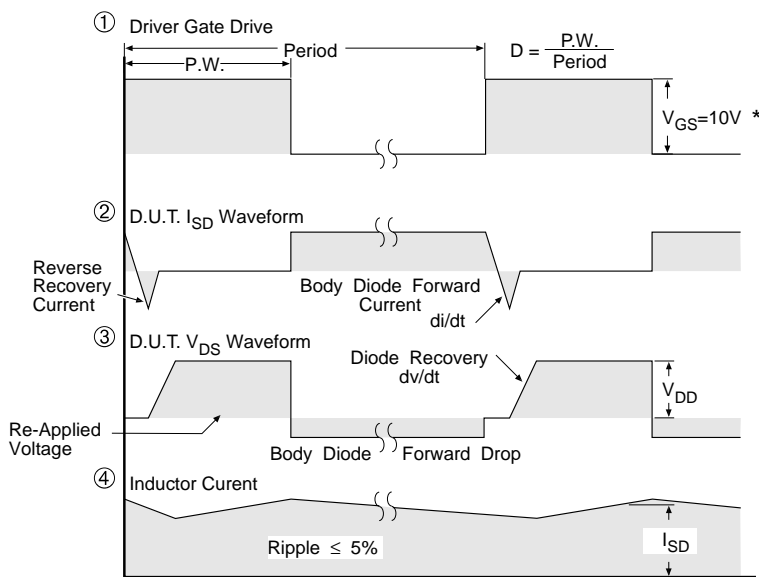 ① Driver Gate Drive
Period
P.W.
D = P.W. / Period
V_GS=10V *
② D.U.T. I_SD Waveform
Reverse
Recovery
Current
Body Diode Forward
Current
di/dt
③ D.U.T. V_DS Waveform
Diode Recovery
dv/dt
V_DD
Re-Applied
Voltage
Body Diode Forward Drop
④ Inductor Curent
Ripple ≤ 5%
I_SD